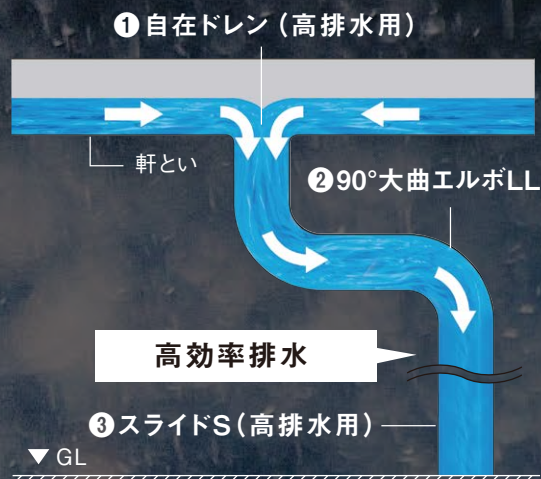 ❶自在ドレン（高排水用）
軒とい
❷90°大曲エルボLL
高効率排水
❸スライドS（高排水用）
▼GL